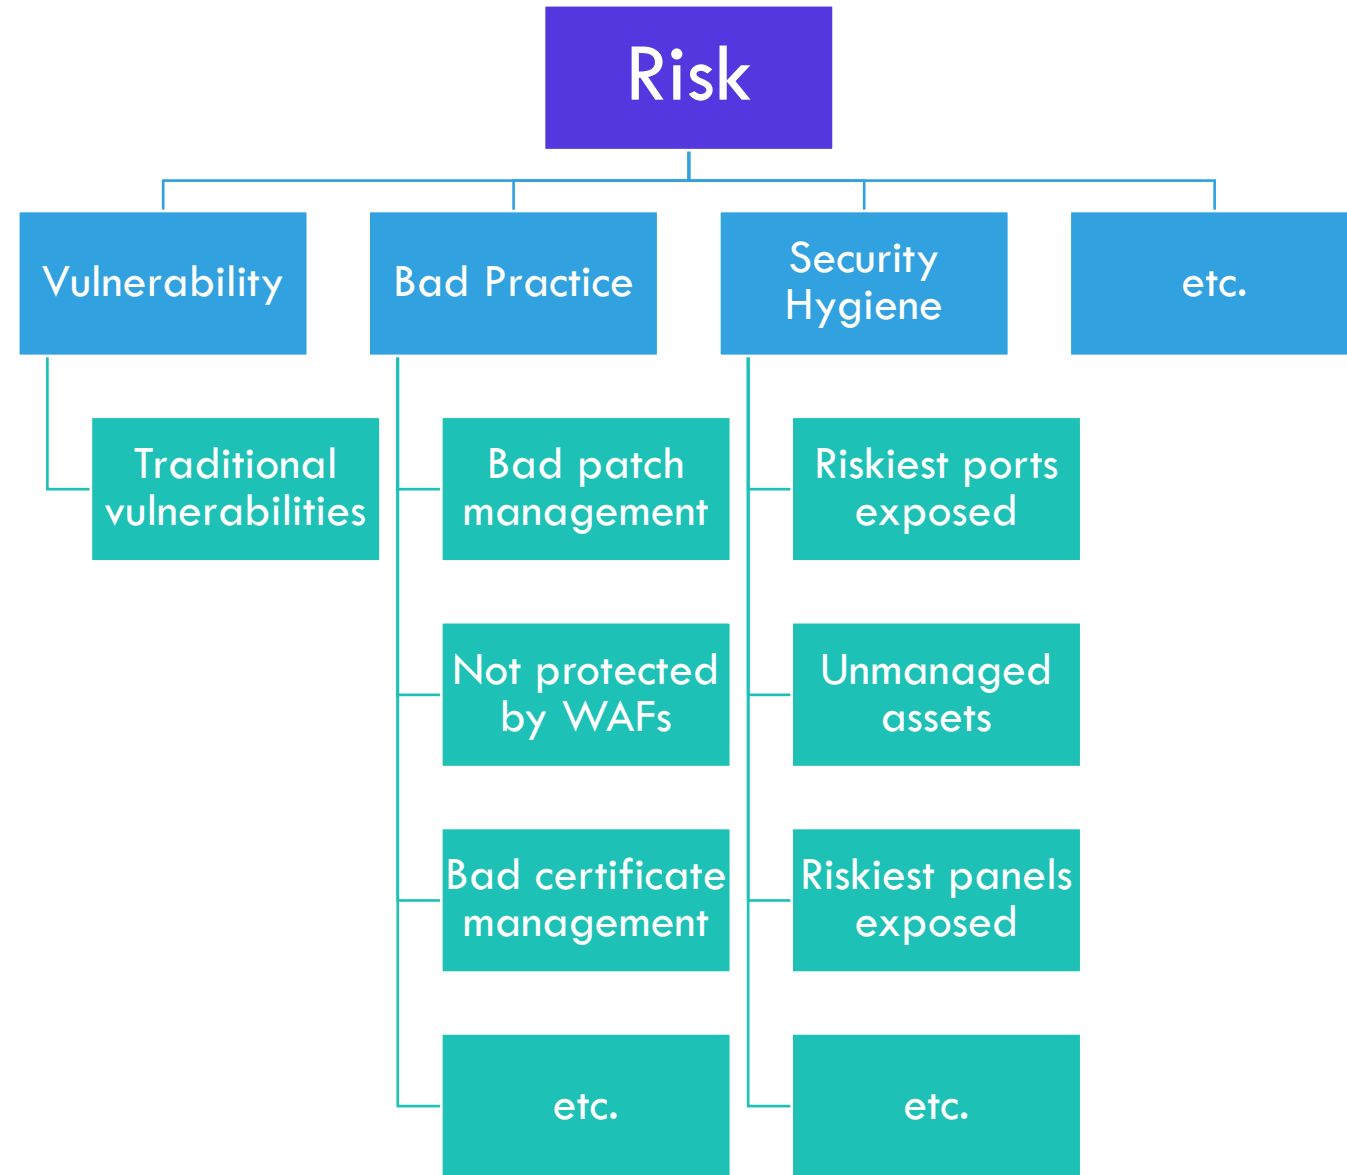 Risk
Vulnerability
Bad Practice
Security
Hygiene
etc.
Traditional
vulnerabilities
Bad patch
management
Riskiest ports
exposed
Not protected
by WAFs
Unmanaged
assets
Bad certificate
management
Riskiest panels
exposed
etc.
etc.